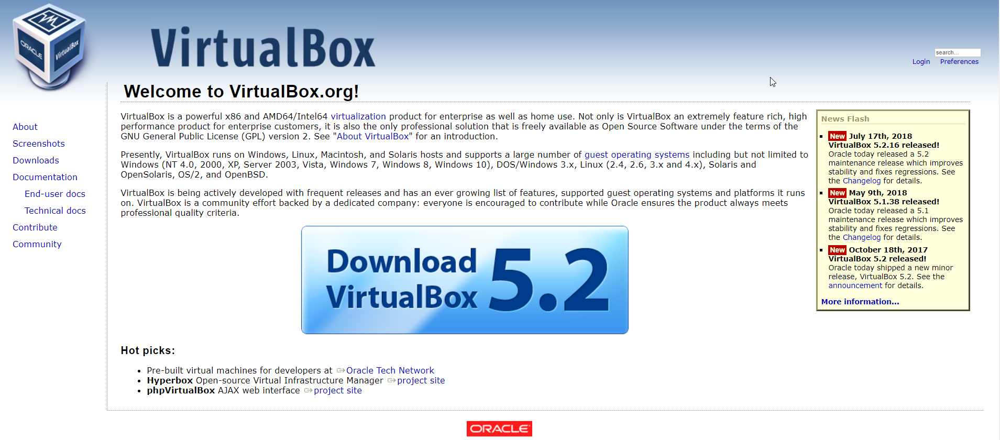 ORACLE
VirtualBox
VirtualBox
search...
Login Preferences
Welcome to VirtualBox.org!
About
Screenshots
Downloads
Documentation
End-user docs
Technical docs
Contribute
Community
VirtualBox is a powerful x86 and AMD64/Intel64 virtualization product for enterprise as well as home use. Not only is VirtualBox an extremely feature rich, high
performance product for enterprise customers, it is also the only professional solution that is freely available as Open Source Software under the terms of the
GNU General Public License (GPL) version 2. See "About VirtualBox" for an introduction.
Presently, VirtualBox runs on Windows, Linux, Macintosh, and Solaris hosts and supports a large number of guest operating systems including but not limited to
Windows (NT 4.0, 2000, XP, Server 2003, Vista, Windows 7, Windows 8, Windows 10), DOS/Windows 3.x, Linux (2.4, 2.6, 3.x and 4.x), Solaris and
OpenSolaris, OS/2, and OpenBSD.
VirtualBox is being actively developed with frequent releases and has an ever growing list of features, supported guest operating systems and platforms it runs
on. VirtualBox is a community effort backed by a dedicated company: everyone is encouraged to contribute while Oracle ensures the product always meets
professional quality criteria.
Download
VirtualBox 5.2
Hot picks:
• Pre-built virtual machines for developers at Oracle Tech Network
• Hyperbox Open-source Virtual Infrastructure Manager project site
• phpVirtualBox AJAX web interface project site
News Flash
New July 17th, 2018
VirtualBox 5.2.16 released!
Oracle today released a 5.2
maintenance release which improves
stability and fixes regressions. See
the Changelog for details.
New May 9th, 2018
VirtualBox 5.1.38 released!
Oracle today released a 5.1
maintenance release which improves
stability and fixes regressions. See
the Changelog for details.
New October 18th, 2017
VirtualBox 5.2 released!
Oracle today shipped a new minor
release, VirtualBox 5.2. See the
announcement for details.
More information...
ORACLE